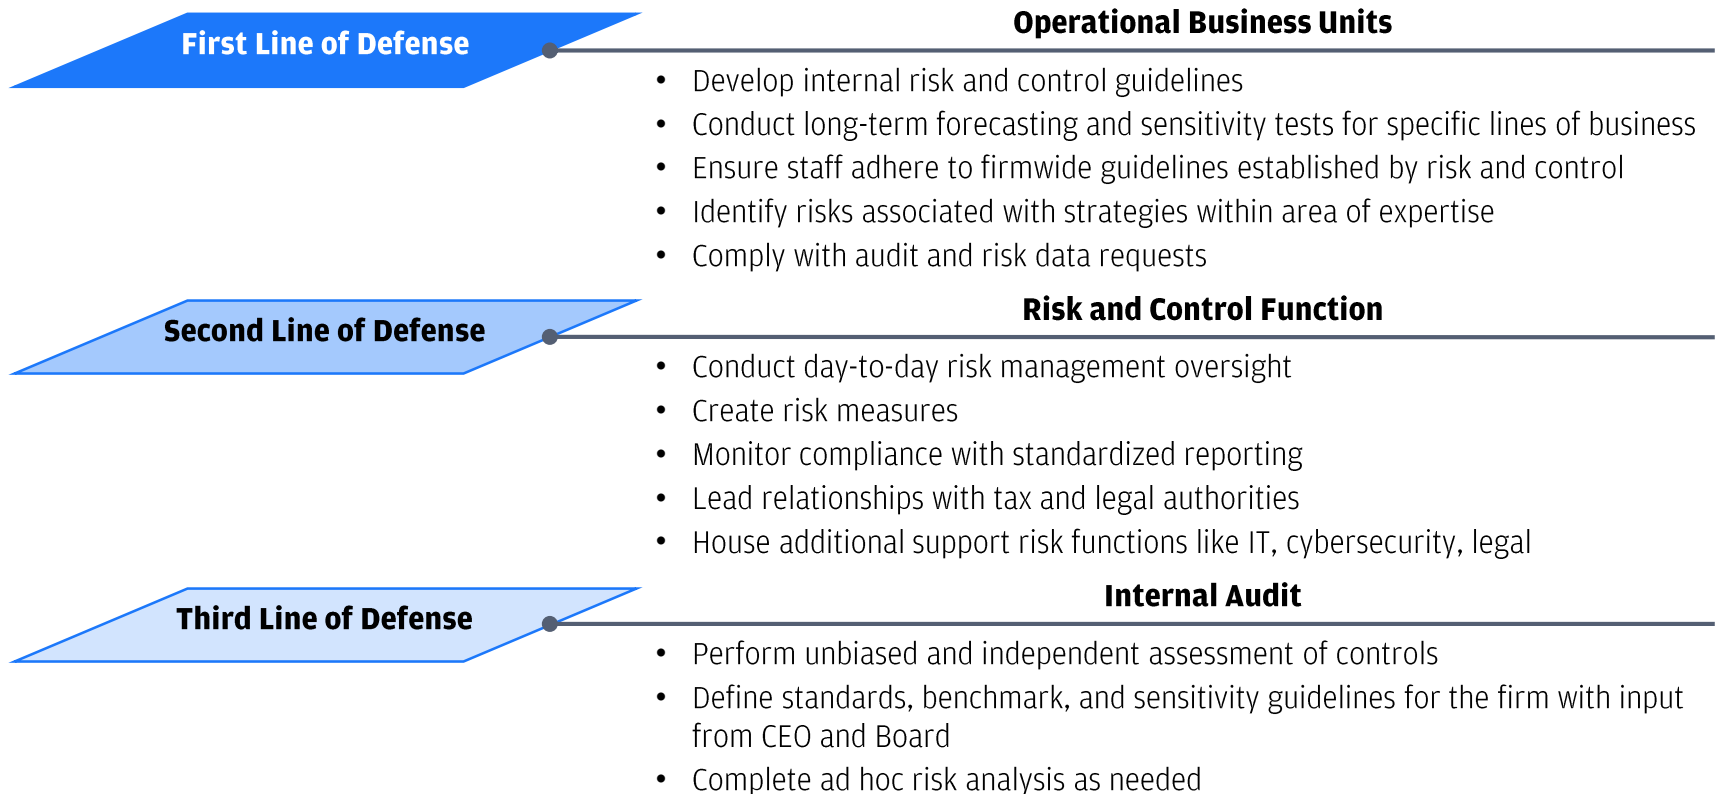 First Line of Defense
Operational Business Units
• Develop internal risk and control guidelines
• Conduct long-term forecasting and sensitivity tests for specific lines of business
• Ensure staff adhere to firmwide guidelines established by risk and control
• Identify risks associated with strategies within area of expertise
• Comply with audit and risk data requests
Second Line of Defense
Risk and Control Function
• Conduct day-to-day risk management oversight
• Create risk measures
• Monitor compliance with standardized reporting
• Lead relationships with tax and legal authorities
• House additional support risk functions like IT, cybersecurity, legal
Third Line of Defense
Internal Audit
• Perform unbiased and independent assessment of controls
• Define standards, benchmark, and sensitivity guidelines for the firm with input
from CEO and Board
• Complete ad hoc risk analysis as needed